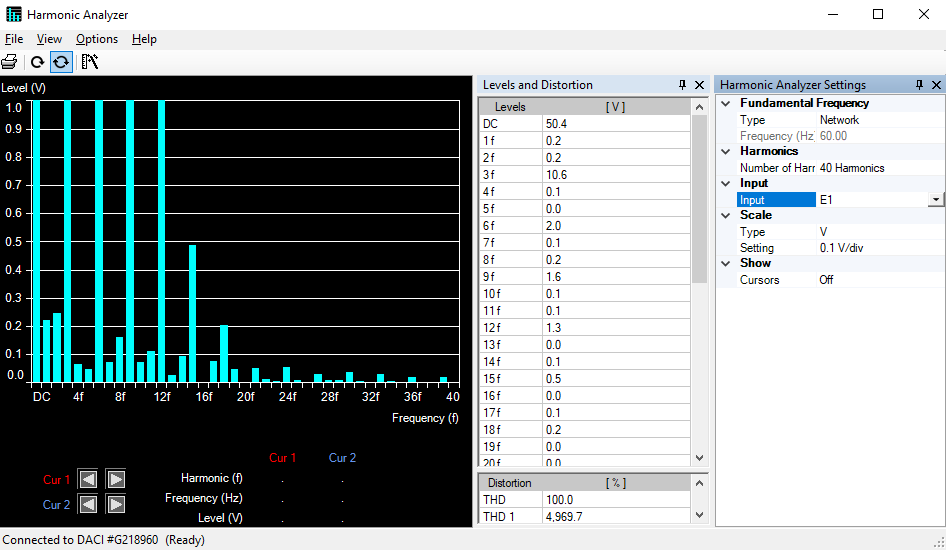 Harmonic Analyzer
File View Options Help
Level (V)
1.0
0.9
0.8
0.7
0.6
0.5
0.4
0.3
0.2
0.1
0.0
DC 4f 8f 12f 16f 20f 24f 28f 32f 36f 40
Frequency (f)
Cur 1 Cur 2
Cur 1
Cur 2
Harmonic (f) . .
Frequency (Hz) . .
Level (V) . .
Levels and Distortion
Levels [ V ]
DC 50.4
1 f 0.2
2 f 0.2
3 f 10.6
4 f 0.1
5 f 0.0
6 f 2.0
7 f 0.1
8 f 0.2
9 f 1.6
10 f 0.1
11 f 0.1
12 f 1.3
13 f 0.0
14 f 0.1
15 f 0.5
16 f 0.0
17 f 0.1
18 f 0.2
19 f 0.0
20 f 0.0
Distortion [ % ]
THD 100.0
THD 1 4,969.7
Harmonic Analyzer Settings
Fundamental Frequency
Type Network
Frequency (Hz 60.00
Harmonics
Number of Harr 40 Harmonics
Input
Input E1
Scale
Type V
Setting 0.1 V/div
Show
Cursors Off
Connected to DACI #G218960 (Ready)